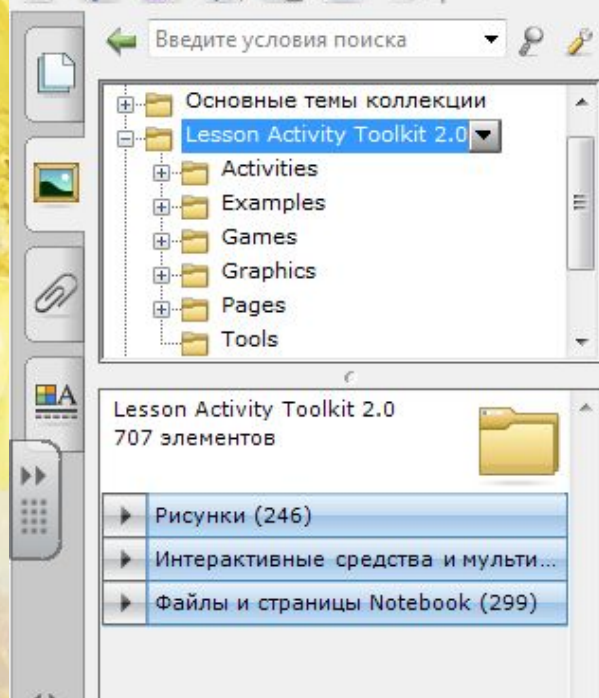 Введите условия поиска
Основные темы коллекции
Lesson Activity Toolkit 2.0
Activities
Examples
Games
Graphics
Pages
Tools
A
Lesson Activity Toolkit 2.0
707 элементов
Рисунки (246)
Интерактивные средства и мульти...
Файлы и страницы Notebook (299)